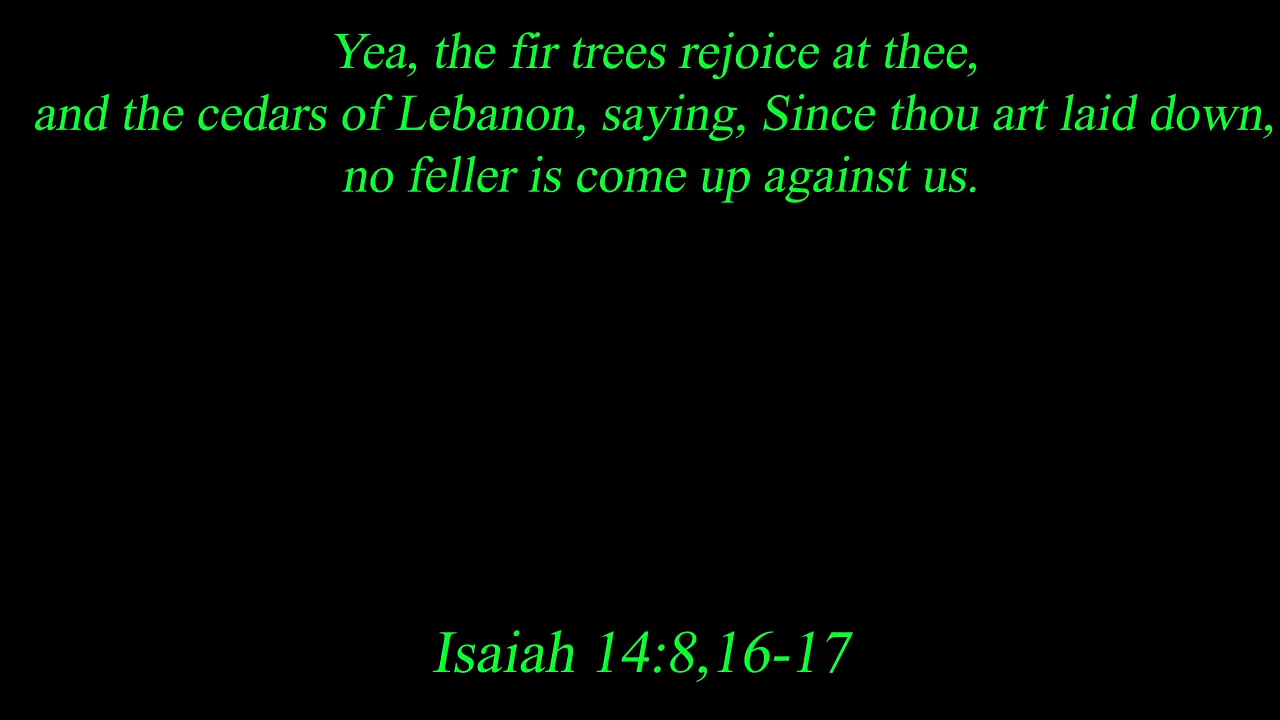 Yea, the fir trees rejoice at thee,
and the cedars of Lebanon, saying, Since thou art laid down,
no feller is come up against us.
Isaiah 14:8,16-17